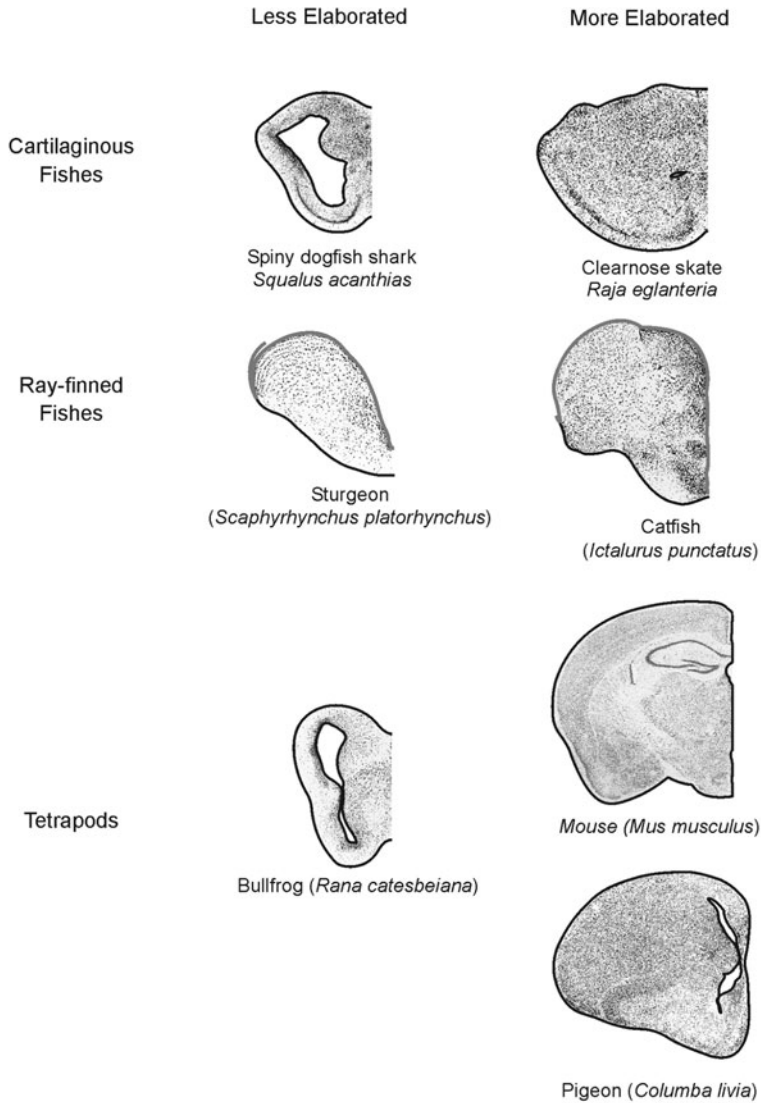 Less Elaborated
More Elaborated
Cartilaginous
Fishes
Spiny dogfish shark
Squalus acanthias
Clearnose skate
Raja eglanteria
Ray-finned
Fishes
Sturgeon
(Scaphyrhynchus platorhynchus)
Catfish
(Ictalurus punctatus)
Tetrapods
Bullfrog (Rana catesbeiana)
Mouse (Mus musculus)
Pigeon (Columba livia)